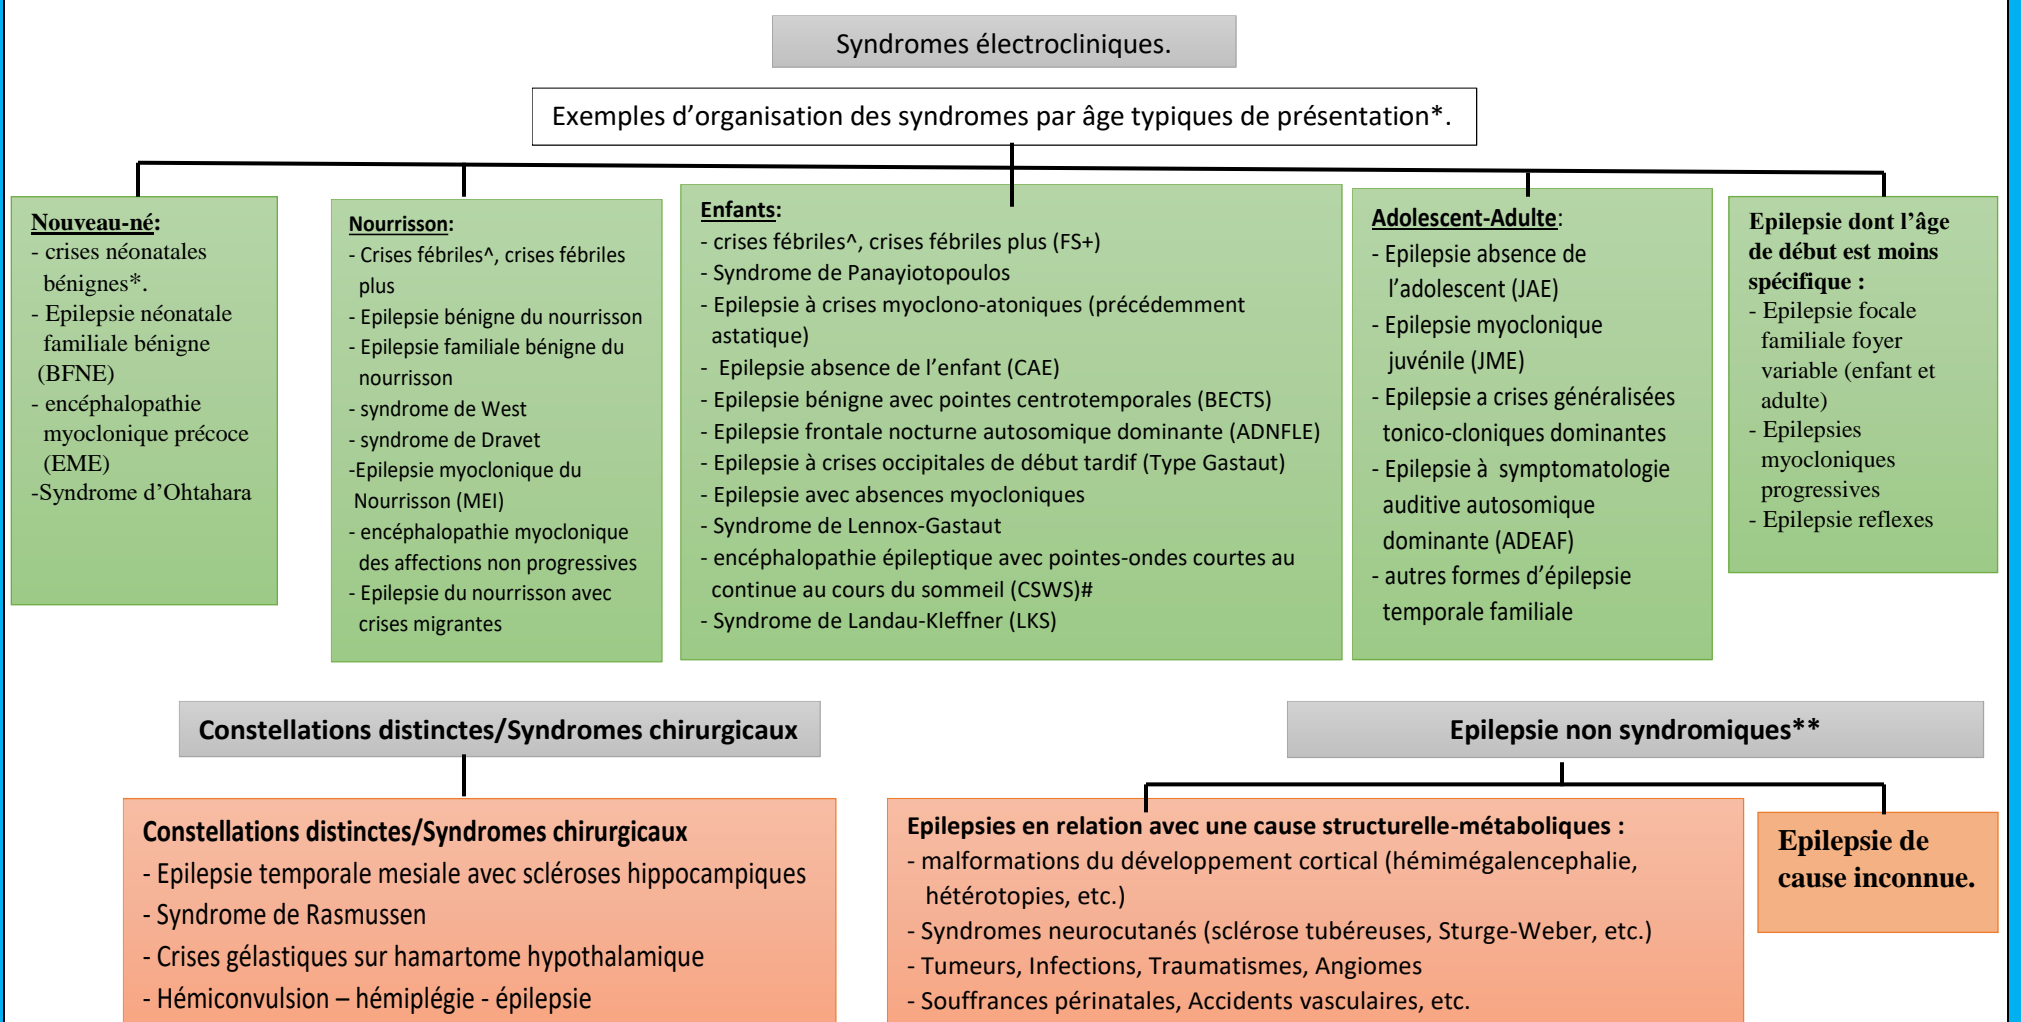 Syndromes électrocliniques.
Exemples d’organisation des syndromes par âge typiques de présentation*.
Nouveau-né:
- crises néonatales
bénignes*.
- Epilepsie néonatale
familiale bénigne
(BFNE)
- encéphalopathie
myoclonique précoce
(EME)
-Syndrome d’Ohtahara
Nourrisson:
- Crises fébriles^, crises fébriles
plus
- Epilepsie bénigne du nourrisson
- Epilepsie familiale bénigne du
nourrisson
- syndrome de West
- syndrome de Dravet
-Epilepsie myoclonique du
Nourrisson (MEI)
- encéphalopathie myoclonique
des affections non progressives
- Epilepsie du nourrisson avec
crises migrantes
Enfants:
- crises fébriles^, crises fébriles plus (FS+)
- Syndrome de Panayiotopoulos
- Epilepsie à crises myoclono-atoniques (précédemment
astatique)
- Epilepsie absence de l’enfant (CAE)
- Epilepsie bénigne avec pointes centrotemporales (BECTS)
- Epilepsie frontale nocturne autosomique dominante (ADNFLE)
- Epilepsie à crises occipitales de début tardif (Type Gastaut)
- Epilepsie avec absences myocloniques
- Syndrome de Lennox-Gastaut
- encéphalopathie épileptique avec pointes-ondes courtes au
continue au cours du sommeil (CSWS)#
- Syndrome de Landau-Kleffner (LKS)
Adolescent-Adulte:
- Epilepsie absence de
l’adolescent (JAE)
- Epilepsie myoclonique
juvénile (JME)
- Epilepsie a crises généralisées
tonico-cloniques dominantes
- Epilepsie à symptomatologie
auditive autosomique
dominante (ADEAF)
- autres formes d’épilepsie
temporale familiale
Epilepsie dont l’âge
de début est moins
spécifique :
- Epilepsie focale
familiale foyer
variable (enfant et
adulte)
- Epilepsies
myocloniques
progressives
- Epilepsie reflexes
Constellations distinctes/Syndromes chirurgicaux
Constellations distinctes/Syndromes chirurgicaux
- Epilepsie temporale mesiale avec scléroses hippocampiques
- Syndrome de Rasmussen
- Crises gélastiques sur hamartome hypothalamique
- Hémiconvulsion – hémiplégie - épilepsie
Epilepsie non syndromiques**
Epilepsies en relation avec une cause structurelle-métaboliques :
- malformations du développement cortical (hémimégalencephalie,
hétérotopies, etc.)
- Syndromes neurocutanés (sclérose tubéreuses, Sturge-Weber, etc.)
- Tumeurs, Infections, Traumatismes, Angiomes
- Souffrances périnatales, Accidents vasculaires, etc.
Epilepsie de
cause inconnue.